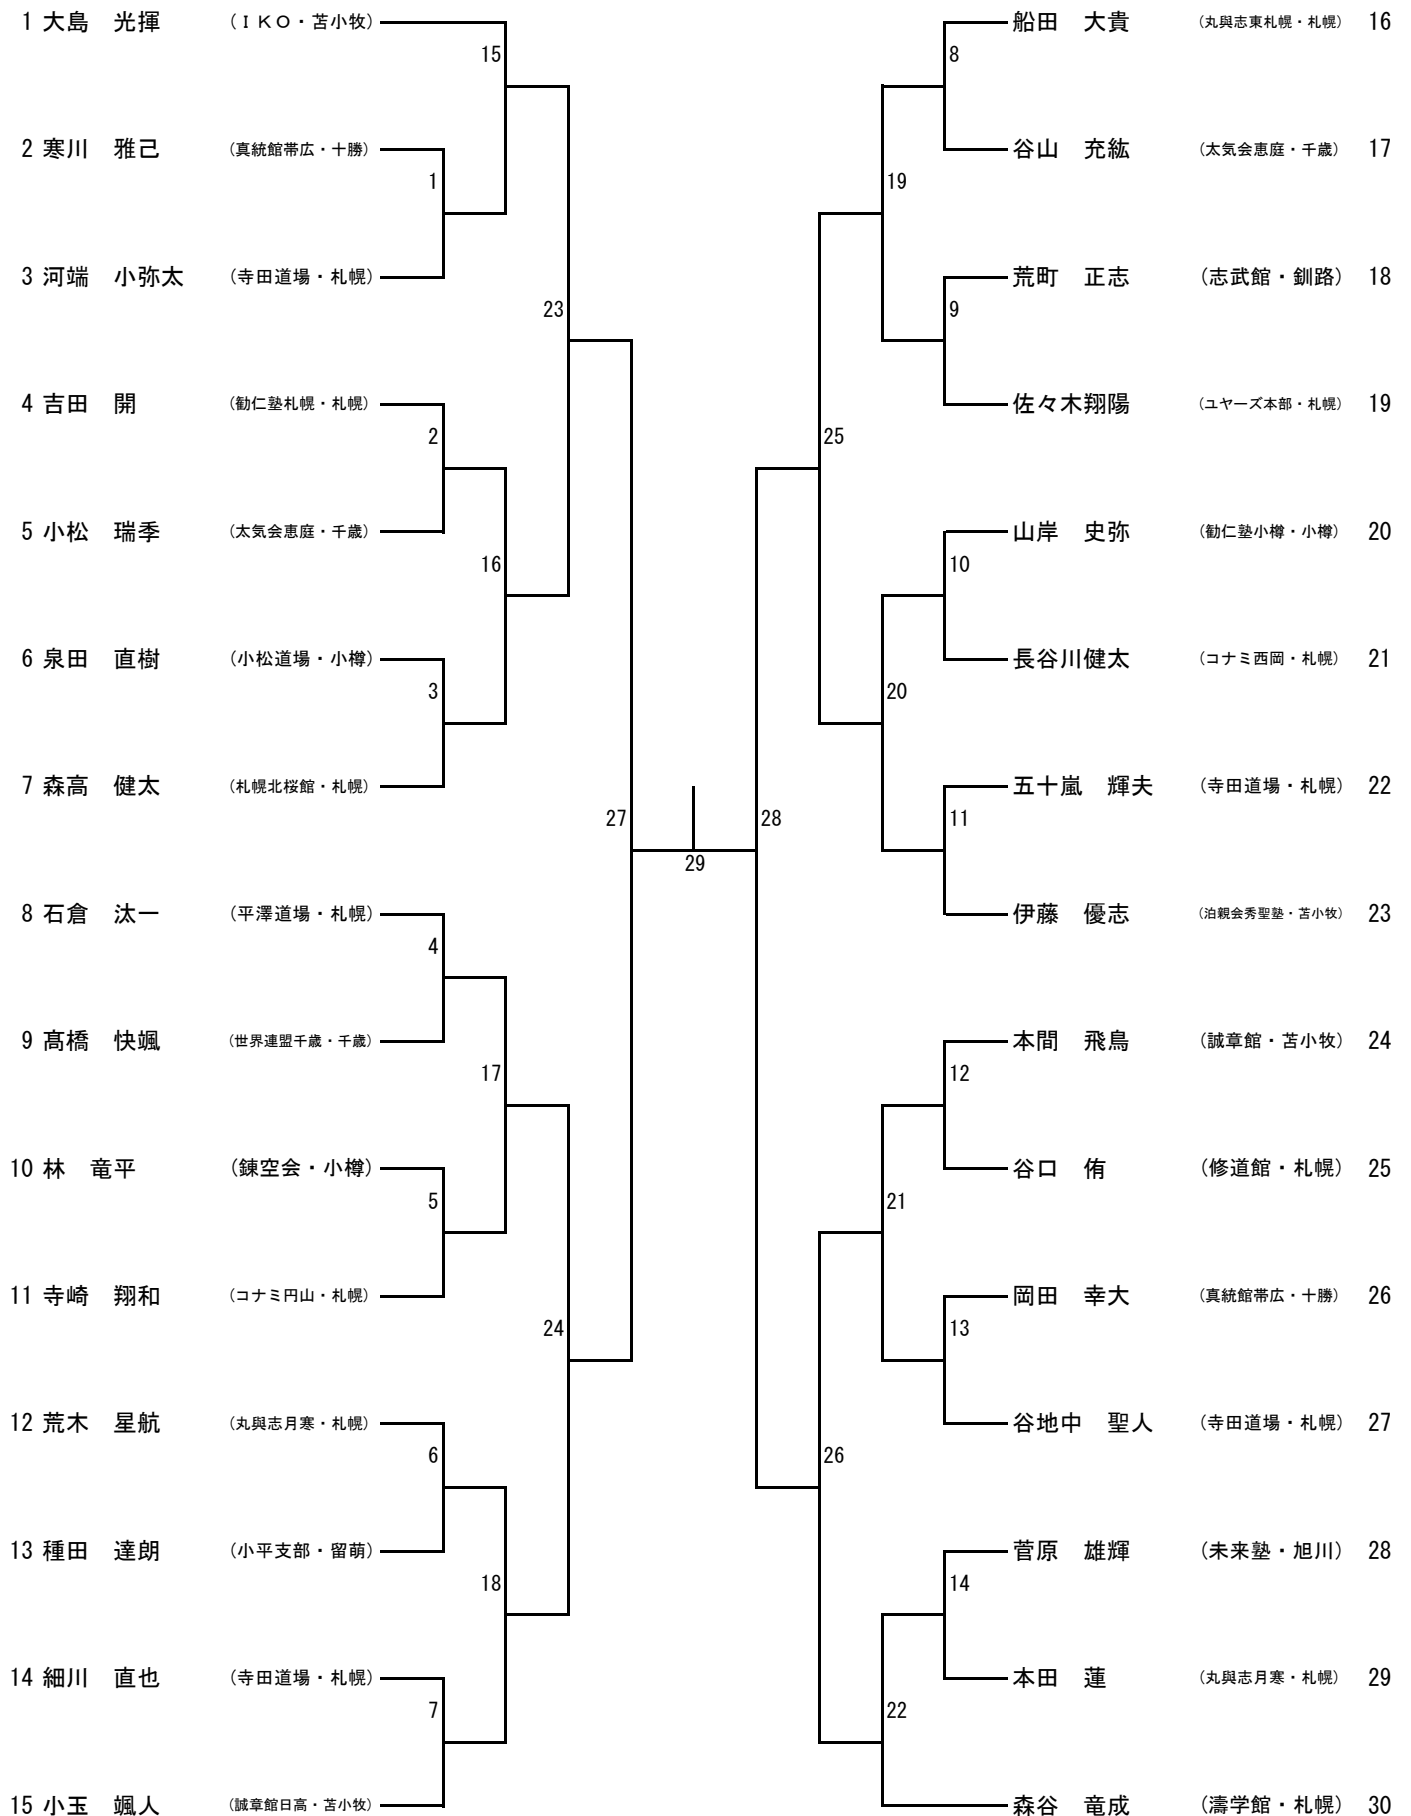 1 大島　光揮 （ＩＫＯ・苫小牧）
15
2 寒川　雅己 （真統館帯広・十勝）
1
3 河端　小弥太 （寺田道場・札幌）
23
4 吉田　開 （勧仁塾札幌・札幌）
2
5 小松　瑞季 （太気会恵庭・千歳）
16
6 泉田　直樹 （小松道場・小樽）
3
7 森高　健太 （札幌北桜館・札幌）
27
8 石倉　汰一 （平澤道場・札幌）
4
9 髙橋　快颯 （世界連盟千歳・千歳）
17
10 林　竜平 （錬空会・小樽）
5
11 寺崎　翔和 （コナミ円山・札幌）
24
12 荒木　星航 （丸與志月寒・札幌）
6
13 種田　達朗 （小平支部・留萌）
18
14 細川　直也 （寺田道場・札幌）
7
15 小玉　颯人 （誠章館日高・苫小牧）
29
船田　大貴 （丸與志東札幌・札幌） 16
8
谷山　充紘 （太気会恵庭・千歳） 17
19
荒町　正志 （志武館・釧路） 18
9
佐々木翔陽 （ユヤーズ本部・札幌） 19
25
山岸　史弥 （勧仁塾小樽・小樽） 20
10
長谷川健太 （コナミ西岡・札幌） 21
20
五十嵐　輝夫 （寺田道場・札幌） 22
11
28
伊藤　優志 （泊親会秀聖塾・苫小牧） 23
本間　飛鳥 （誠章館・苫小牧） 24
12
谷口　侑 （修道館・札幌） 25
21
岡田　幸大 （真統館帯広・十勝） 26
13
谷地中　聖人 （寺田道場・札幌） 27
26
菅原　雄輝 （未来塾・旭川） 28
14
本田　蓮 （丸與志月寒・札幌） 29
22
森谷　竜成 （濤学館・札幌） 30